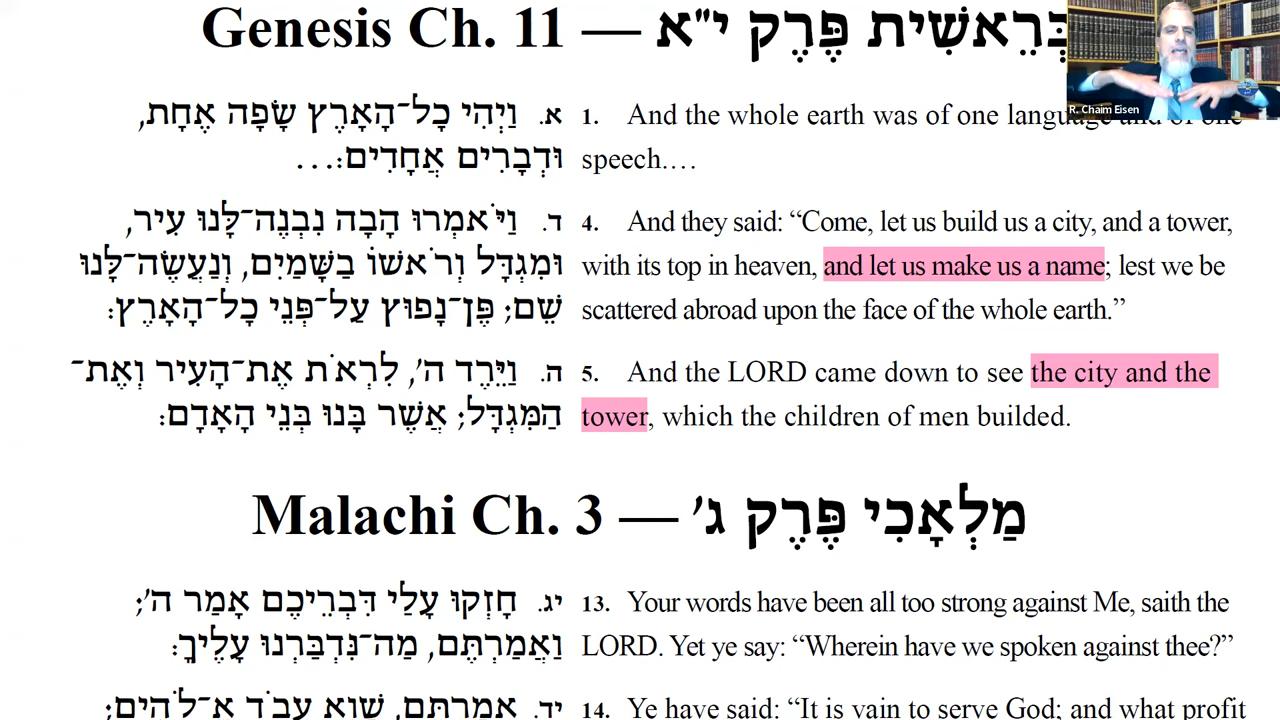 Genesis Ch. 11 — בְּרֵאשִׁית פֶּרֶק י"א
R. Chaim Eisen
א. וַיְהִי כָל־הָאָרֶץ שָׂפָה אֶחָת,
וּדְבָרִים אֲחָדִים:...
1. And the whole earth was of one language and of one
speech.…
ד. וַיֹּאמְרוּ הָבָה נִבְנֶה־לָּנוּ עִיר,
וּמִגְדָּל וְרֹאשׁוֹ בַשָּׁמַיִם, וְנַעֲשֶׂה־לָּנוּ
שֵׁם; פֶּן־נָפוּץ עַל־פְּנֵי כָל־הָאָרֶץ:
4. And they said: “Come, let us build us a city, and a tower,
with its top in heaven, and let us make us a name; lest we be
scattered abroad upon the face of the whole earth.”
ה. וַיֵּרֶד ה', לִרְאֹת אֶת־הָעִיר וְאֶת־
הַמִּגְדָּל; אֲשֶׁר בָּנוּ בְּנֵי הָאָדָם:
5. And the LORD came down to see the city and the
tower, which the children of men builded.
Malachi Ch. 3 — מַלְאָכִי פֶּרֶק ג'
יג. חָזְקוּ עָלַי דִּבְרֵיכֶם אָמַר ה';
וַאֲמַרְתֶּם, מַה־נִּדְבַּרְנוּ עָלֶיךָ:
13. Your words have been all too strong against Me, saith the
LORD. Yet ye say: “Wherein have we spoken against thee?”
יד. אֲמַרְתֶּם, שָׁוְא עֲבֹד אֱ־לֹהִים;
14. Ye have said: “It is vain to serve God; and what profit